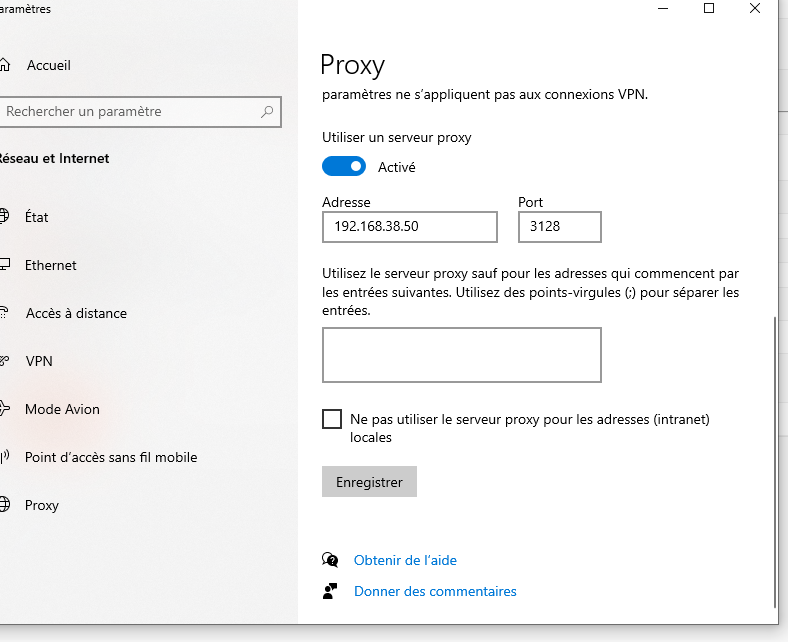 aramètres
Accueil
Rechercher un paramètre
Réseau et Internet
État
Ethernet
Accès à distance
VPN
Mode Avion
Point d'accès sans fil mobile
Proxy
Proxy
paramètres ne s'appliquent pas aux connexions VPN.
Utiliser un serveur proxy
Activé
Adresse
Port
192.168.38.50
3128
Utilisez le serveur proxy sauf pour les adresses qui commencent par
les entrées suivantes. Utilisez des points-virgules (;) pour séparer les
entrées.
Ne pas utiliser le serveur proxy pour les adresses (intranet)
locales
Enregistrer
Obtenir de l'aide
Donner des commentaires